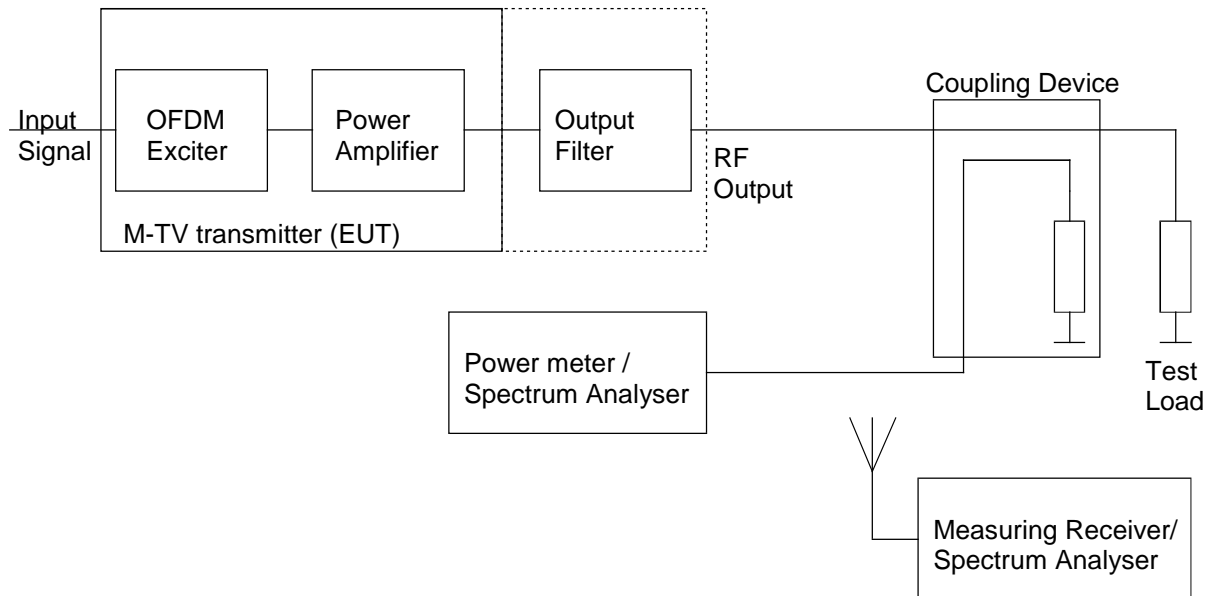 Input
Signal
OFDM
Exciter
Power
Amplifier
Output
Filter
RF
Output
Coupling Device
M-TV transmitter (EUT)
Power meter /
Spectrum Analyser
Test
Load
Measuring Receiver/
Spectrum Analyser